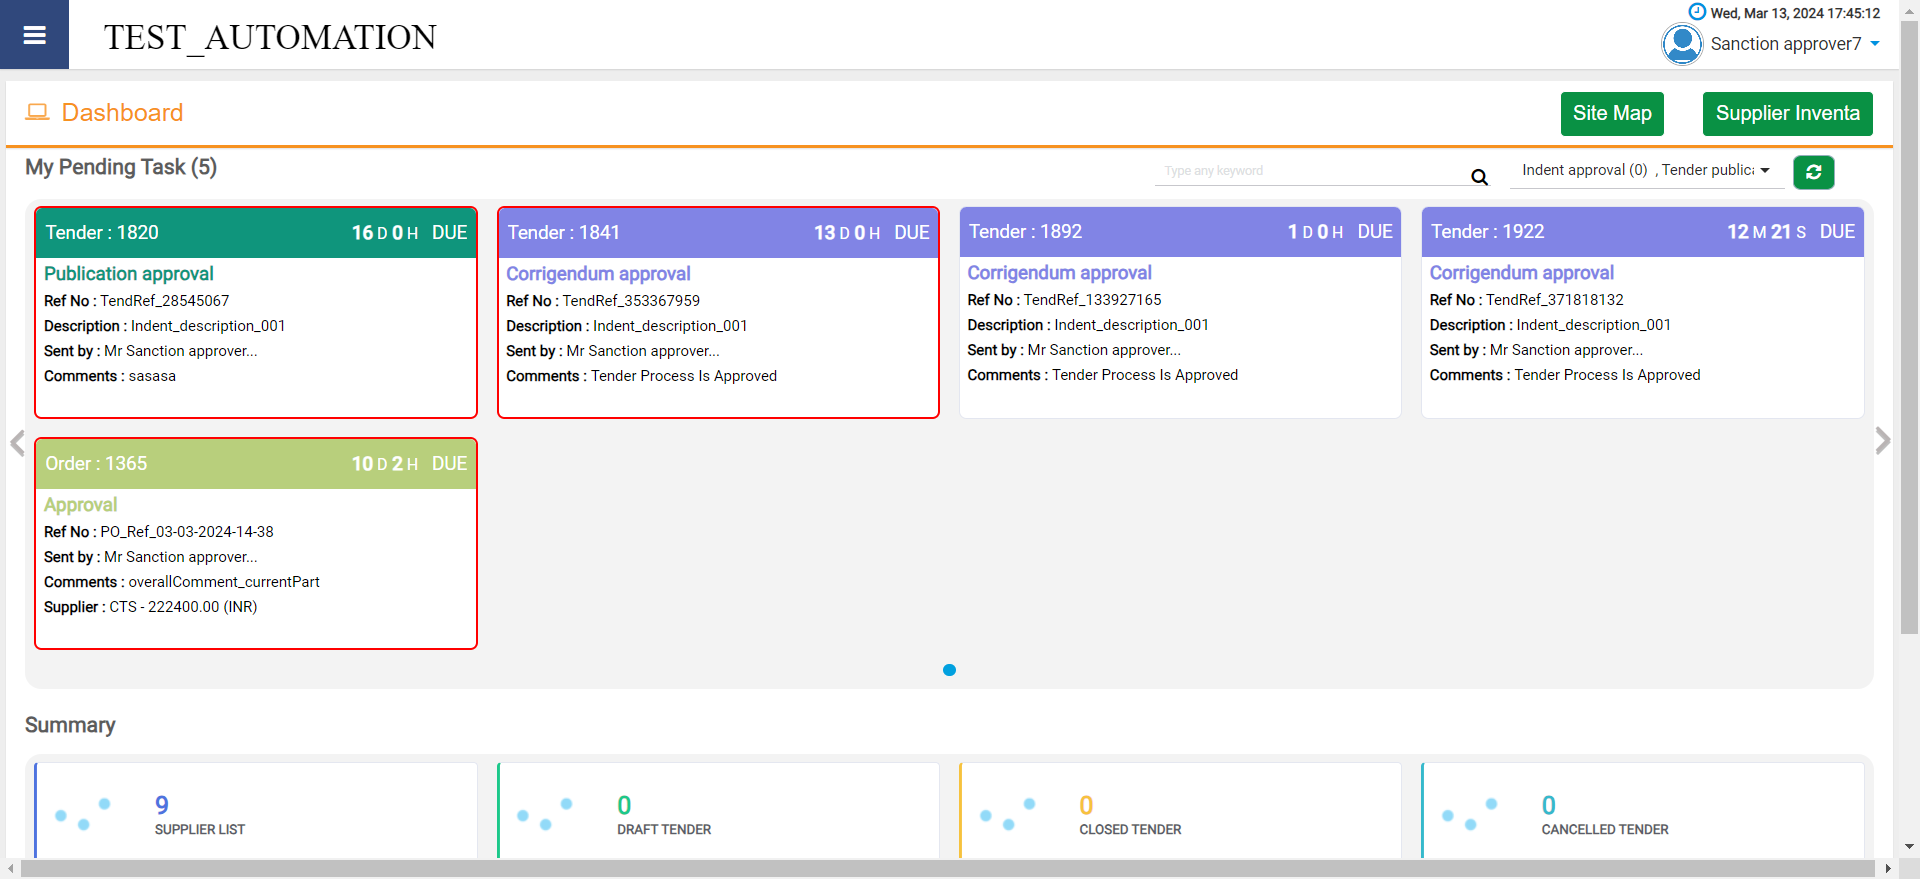 TEST_AUTOMATION
Wed, Mar 13, 2024 17:45:12
Sanction approver7
Dashboard
Site Map
Supplier Inventa
My Pending Task (5)
Type any keyword
Indent approval (0) , Tender public
Tender : 1820 16 D 0 H DUE
Publication approval
Ref No : TendRef_28545067
Description : Indent_description_001
Sent by : Mr Sanction approver...
Comments : sasasa
Tender : 1841 13 D 0 H DUE
Corrigendum approval
Ref No : TendRef_353367959
Description : Indent_description_001
Sent by : Mr Sanction approver...
Comments : Tender Process Is Approved
Tender : 1892 1 D 0 H DUE
Corrigendum approval
Ref No : TendRef_133927165
Description : Indent_description_001
Sent by : Mr Sanction approver...
Comments : Tender Process Is Approved
Tender : 1922 12 M 21 S DUE
Corrigendum approval
Ref No : TendRef_371818132
Description : Indent_description_001
Sent by : Mr Sanction approver...
Comments : Tender Process Is Approved
Order : 1365 10 D 2 H DUE
Approval
Ref No : PO_Ref_03-03-2024-14-38
Sent by : Mr Sanction approver...
Comments : overallComment_currentPart
Supplier : CTS - 222400.00 (INR)
Summary
9
SUPPLIER LIST
0
DRAFT TENDER
0
CLOSED TENDER
0
CANCELLED TENDER